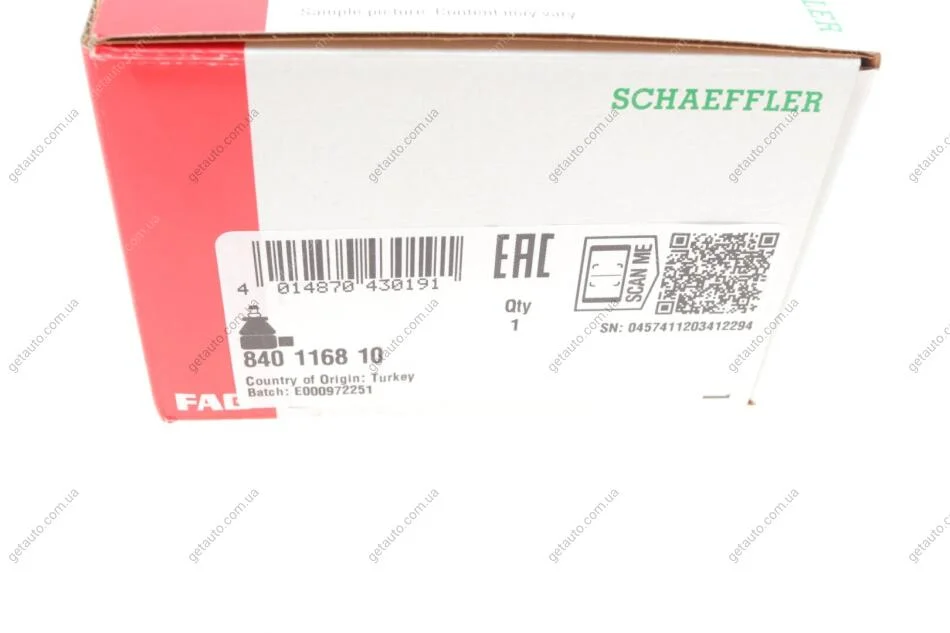 Sample picture. Content may vary
LER
SCHAEFFLER
EAC
SCAN ME
4 014870 430191
Qty
1
SN: 0457411203412294
840 1168 10
Country of Origin: Turkey
Batch: E000972251
FAG
getauto.com.ua